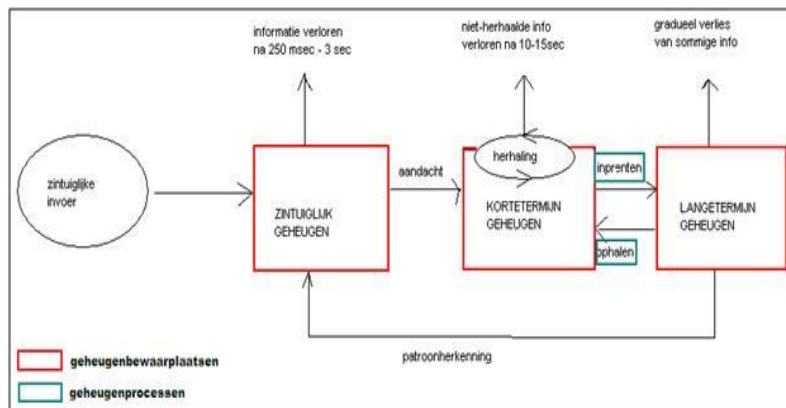 informatie verloren
na 250 msec - 3 sec
niet-herhaalde info
verloren na 10-15sec
gradueel verlies
van sommige info
zintuiglijke
invoer
ZINTUIGLIJK
GEHEUGEN
aandacht
herhaling
KORTETERMIJN
GEHEUGEN
inprenten
ophalen
LANGETERMIJN
GEHEUGEN
patroonherkenning
geheugenbewaarplaatsen
geheugenprocessen